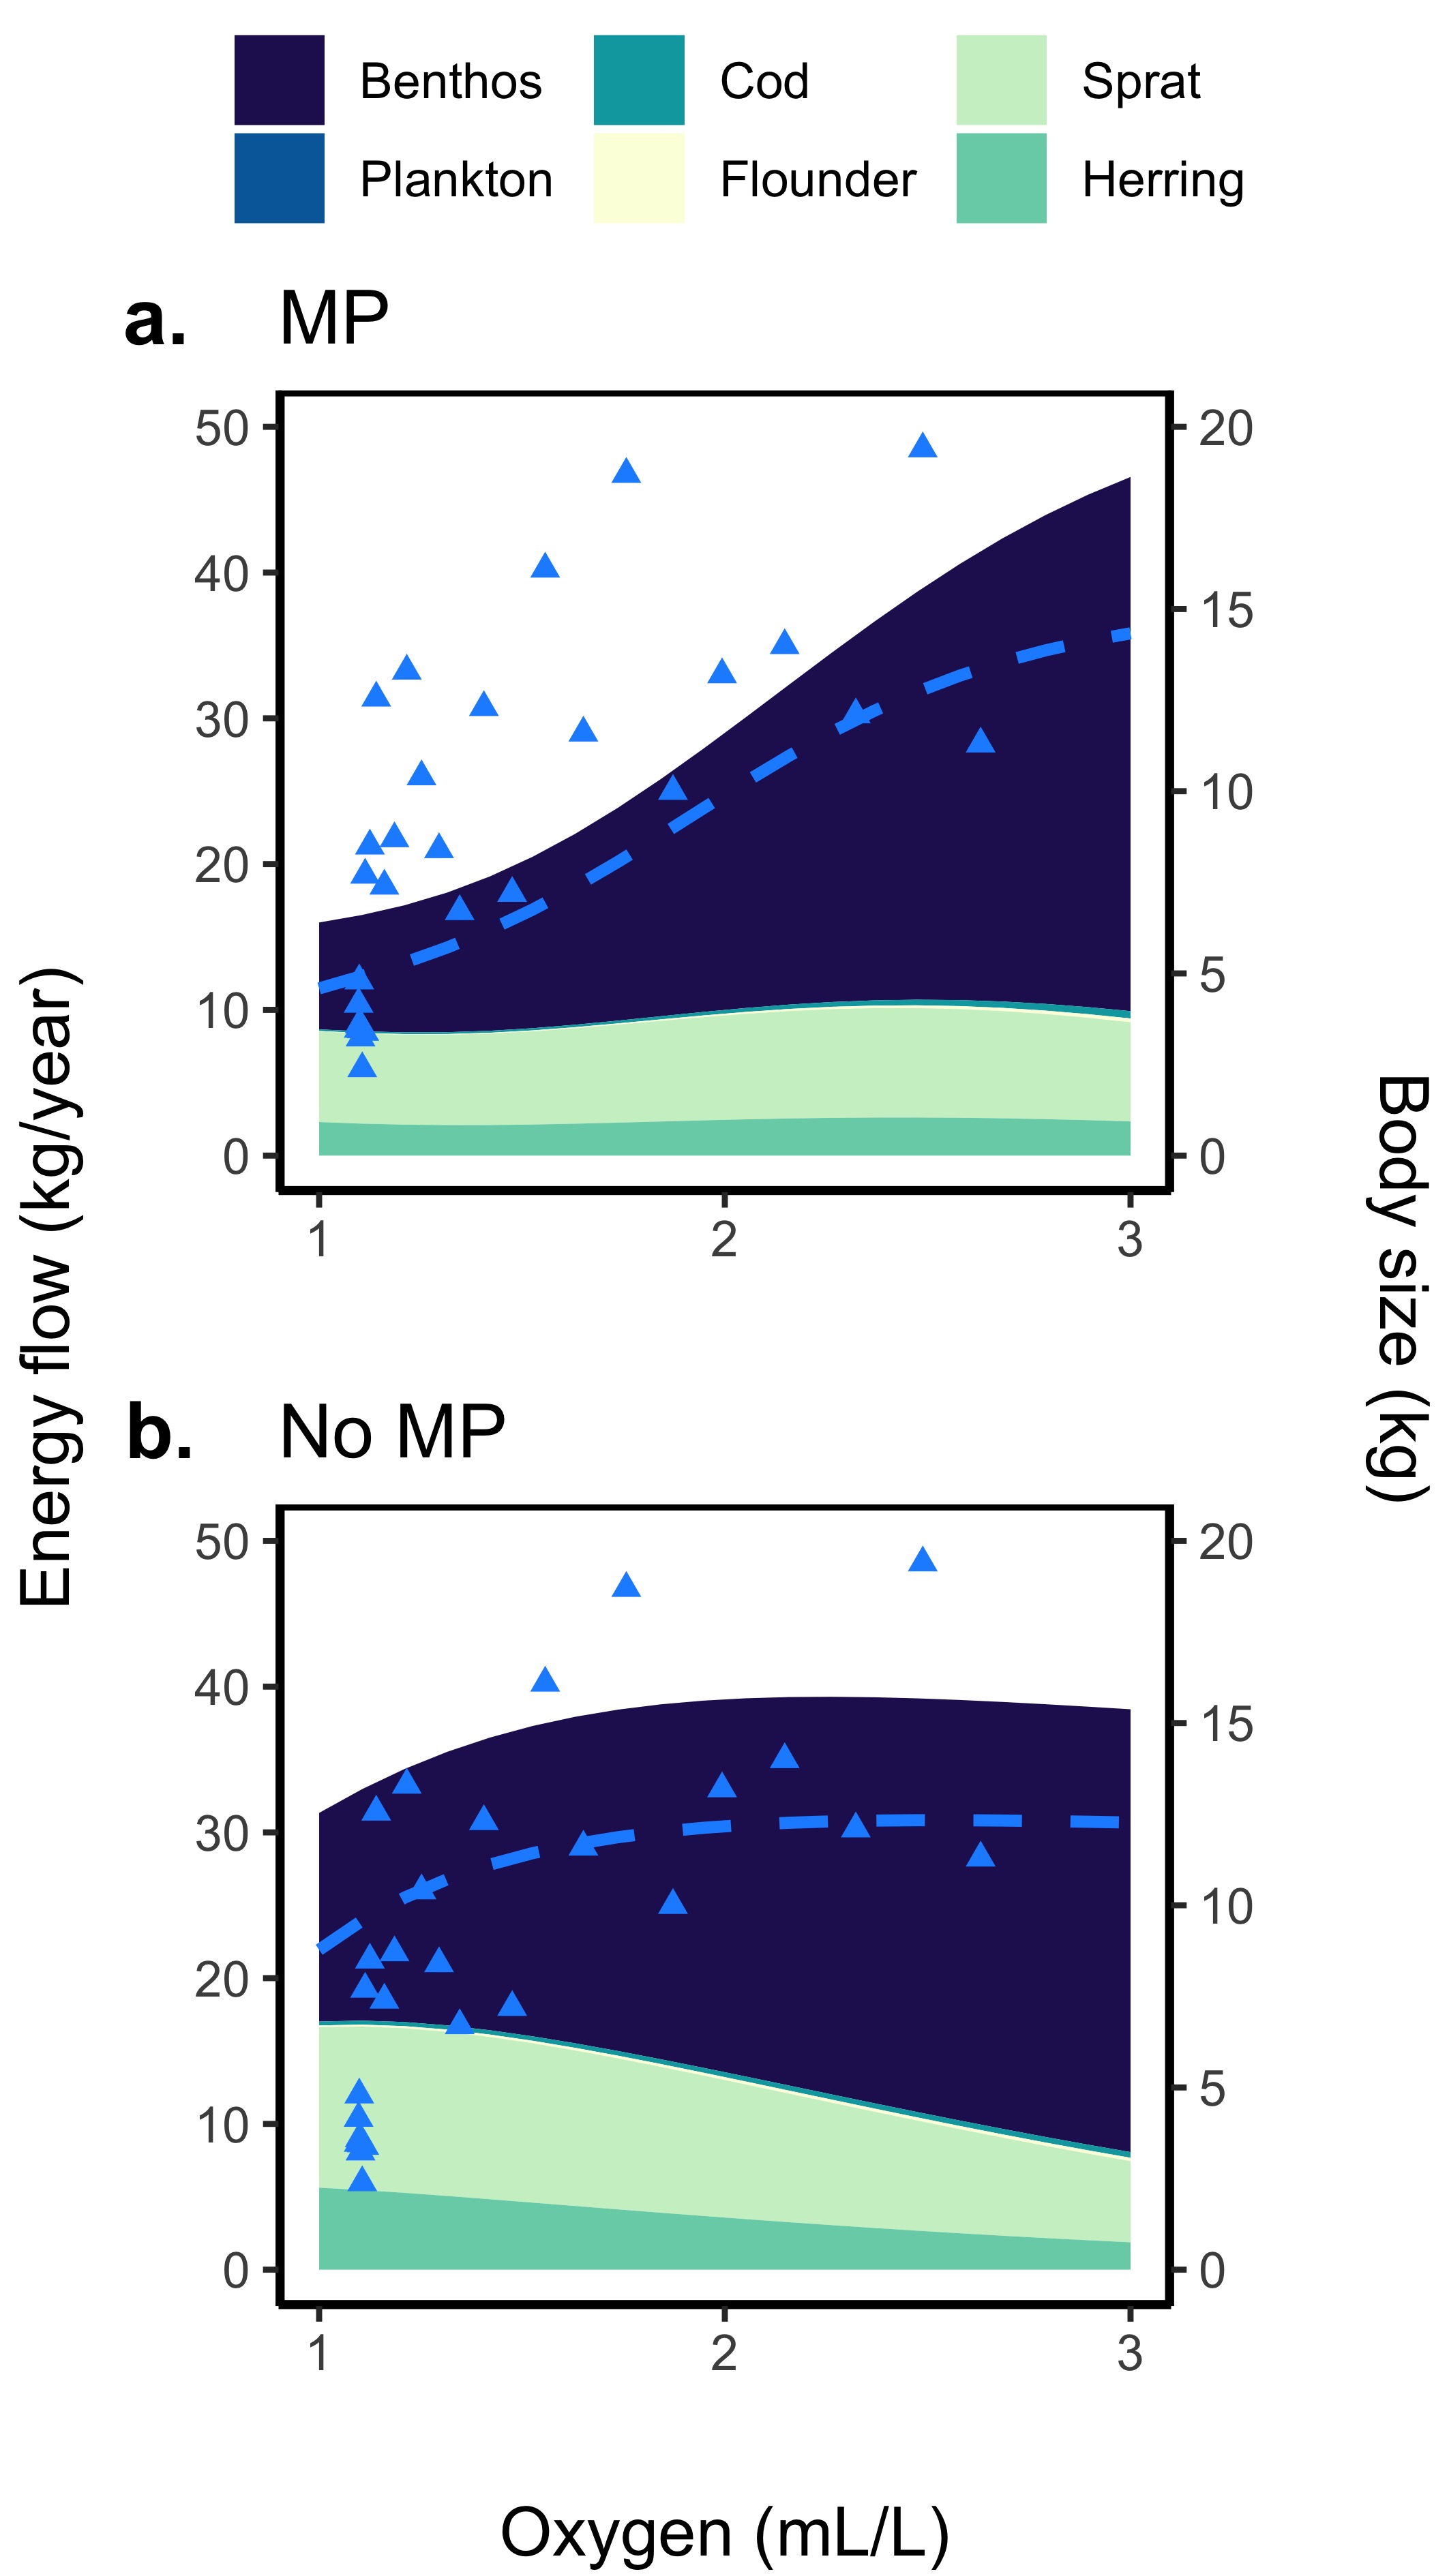 Benthos Cod Sprat
Plankton Flounder Herring
a. MP
50 20
40
15
30
10
20
5
10
0 0
1 2 3
Energy flow (kg/year)
Body size (kg)
b. No MP
50 20
40
15
30
10
20
5
10
0 0
1 2 3
Oxygen (mL/L)